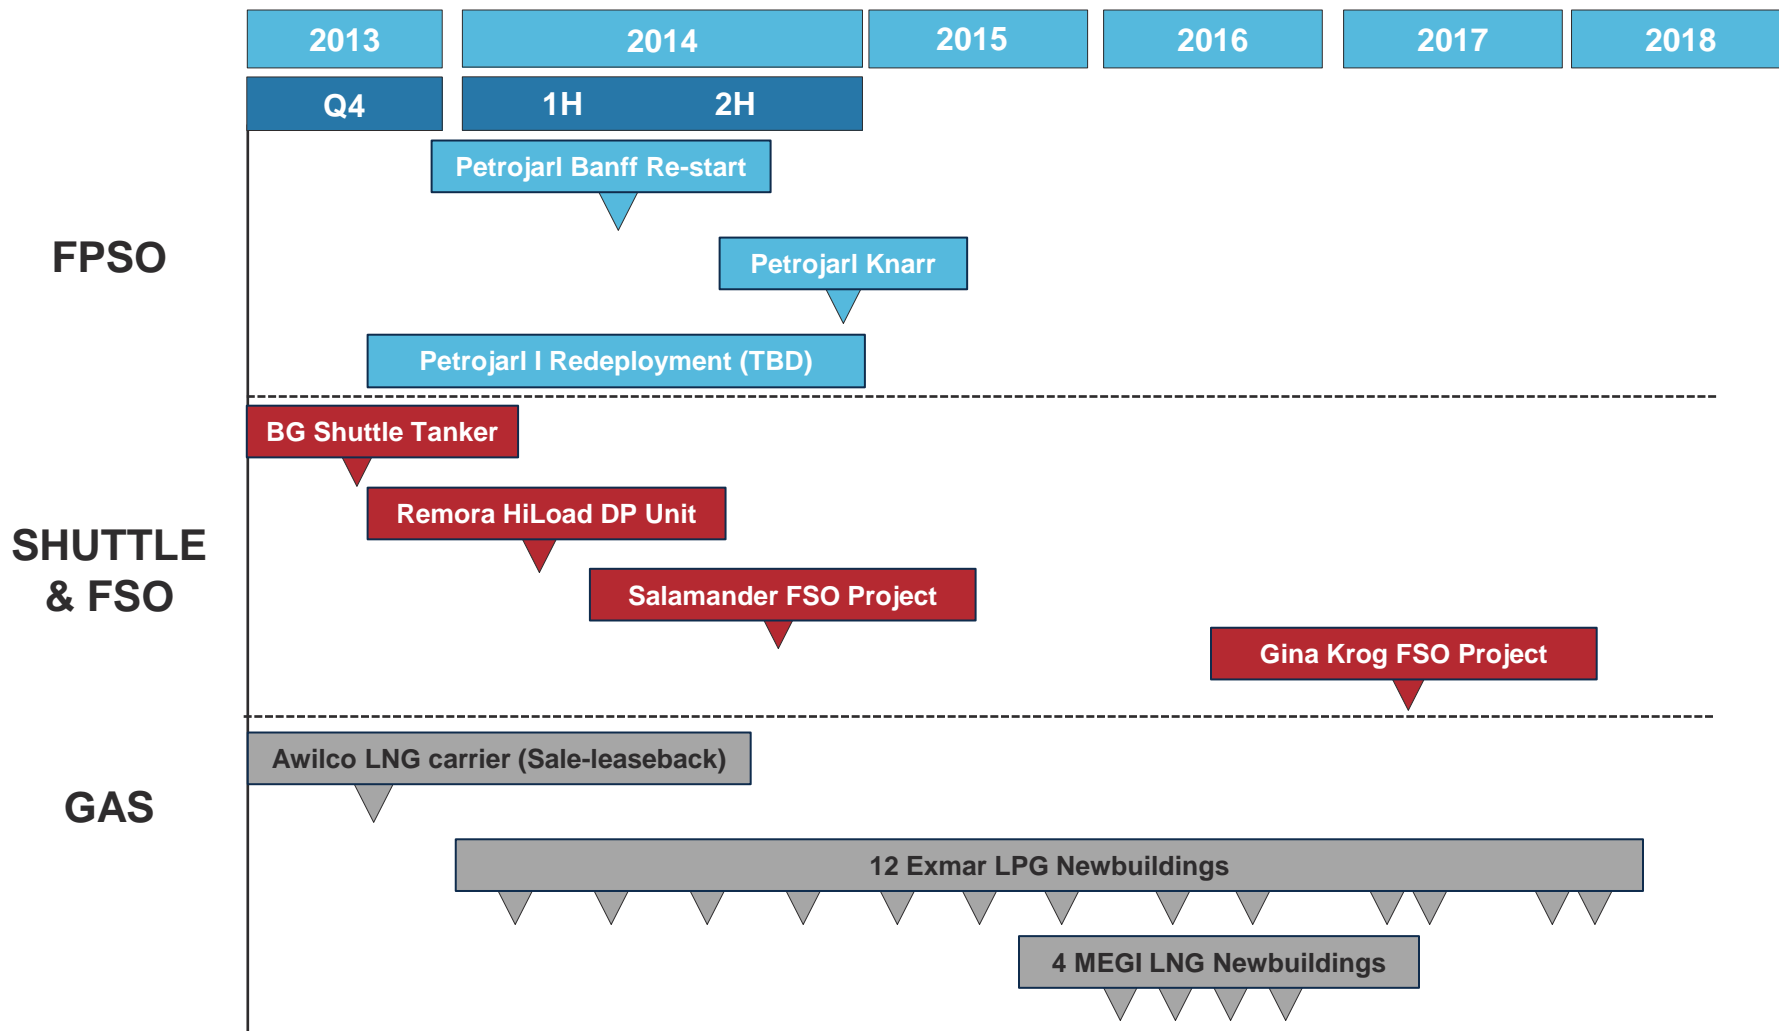 2013
2014
2015
2016
2017
2018
Q4
1H
2H
FPSO
Petrojarl Banff Re-start
Petrojarl Knarr
Petrojarl I Redeployment (TBD)
SHUTTLE
& FSO
BG Shuttle Tanker
Remora HiLoad DP Unit
Salamander FSO Project
Gina Krog FSO Project
GAS
Awilco LNG carrier (Sale-leaseback)
12 Exmar LPG Newbuildings
4 MEGI LNG Newbuildings